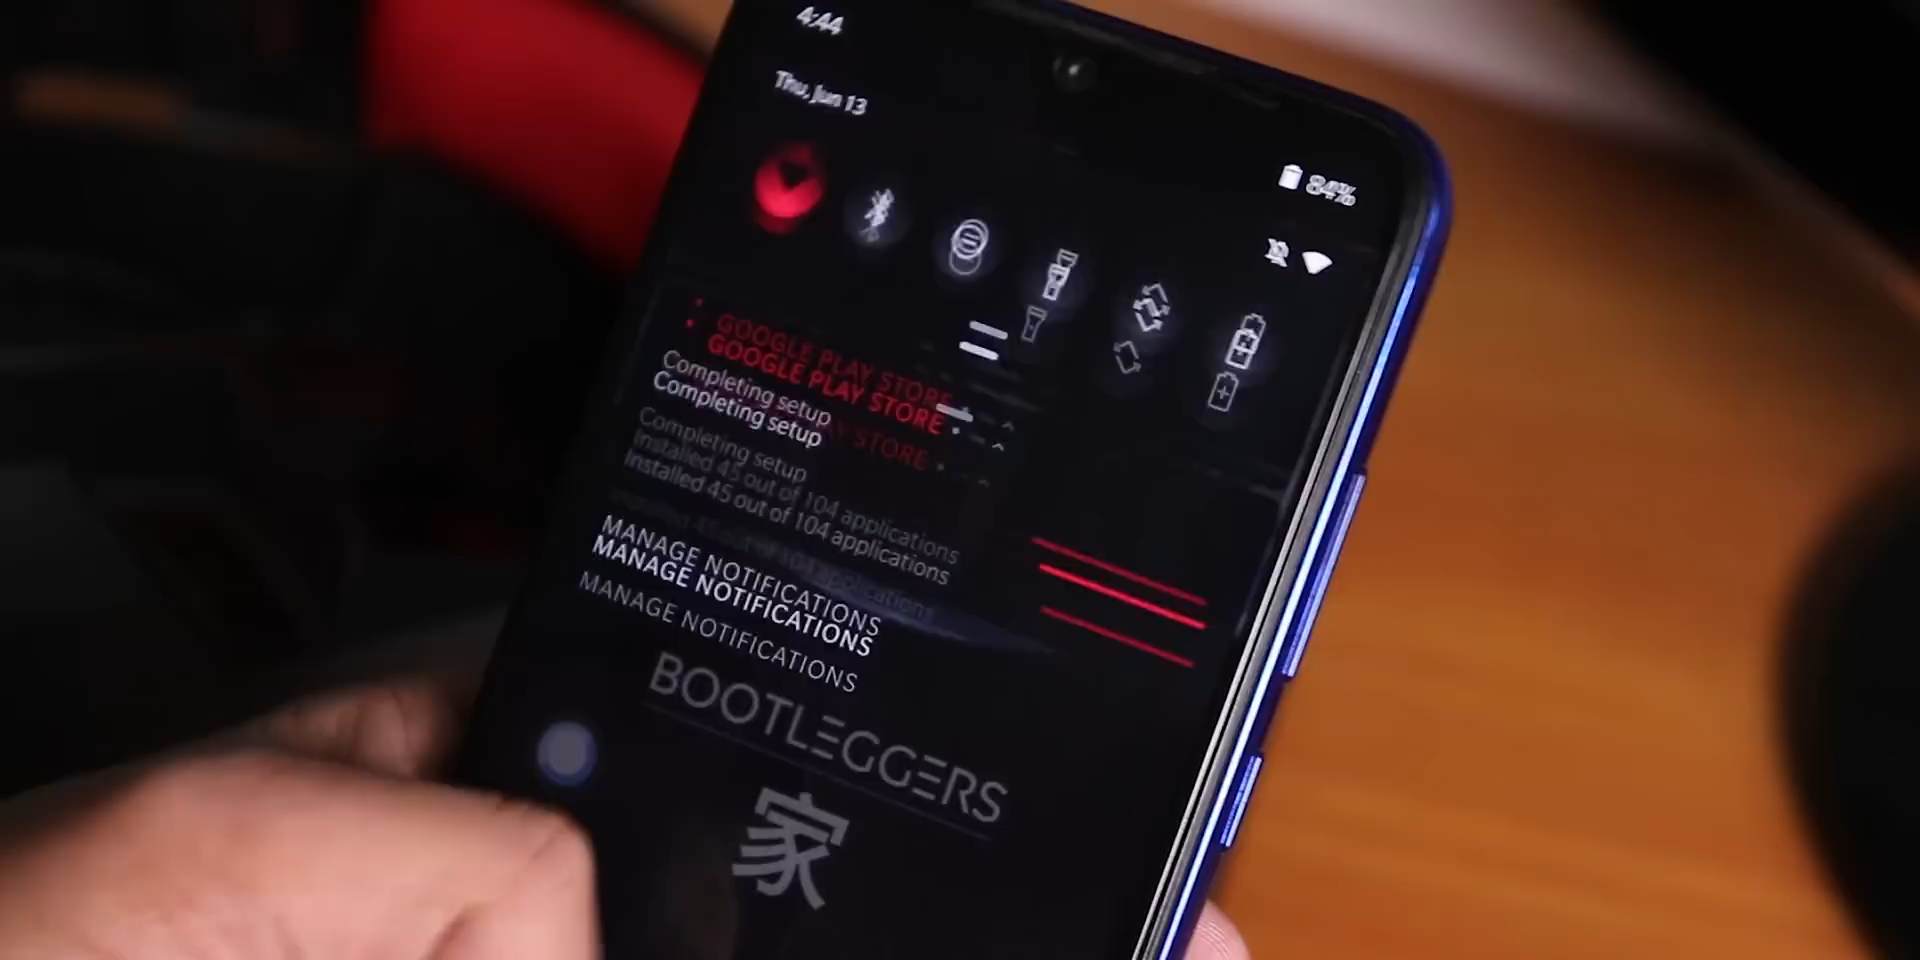 4:44
Thu, Jun 13
84%
GOOGLE PLAY STORE
GOOGLE PLAY STORE
Completing setup
Completing setup
PLAY STORE
Completing setup
Installed 45 out of 104 applications
Installed 45 out of 104 applications
MANAGE NOTIFICATIONS
MANAGE NOTIFICATIONS
MANAGE NOTIFICATIONS
BOOTLEGGERS
家